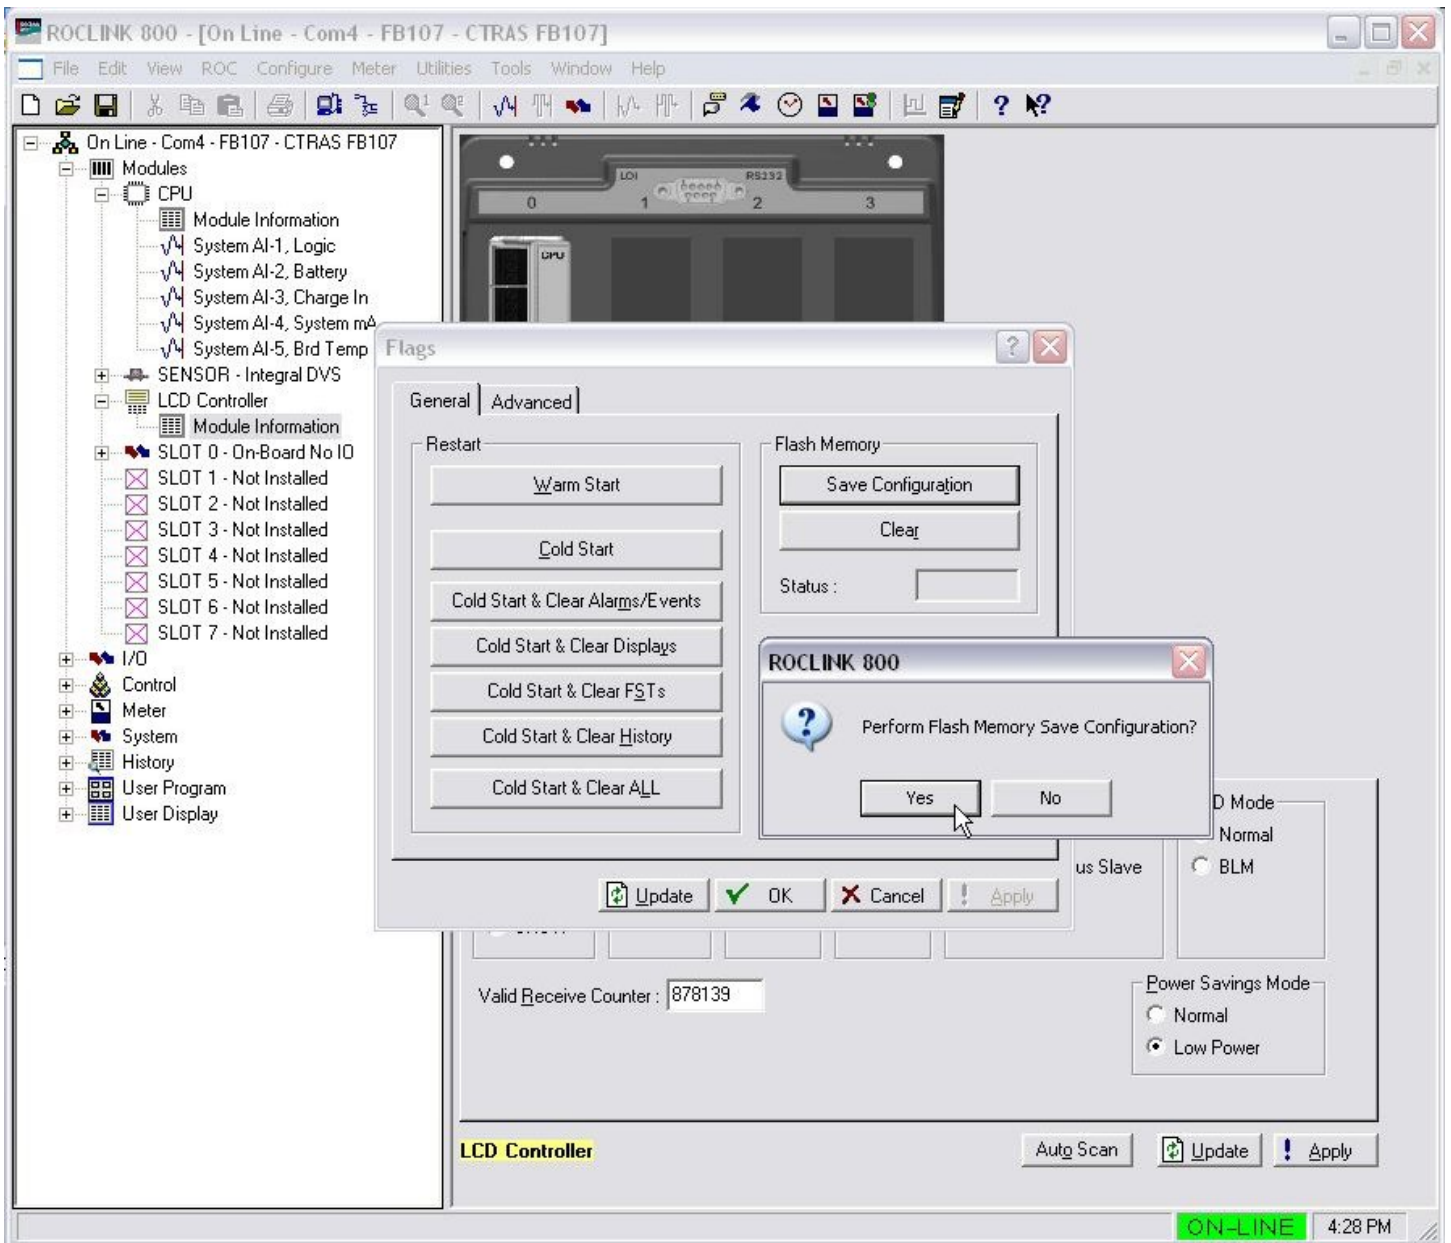 ROCLINK 800 - [On Line - Com4 - FB107 - CTRAS FB107]
File Edit View ROC Configure Meter Utilities Tools Window Help
On Line - Com4 - FB107 - CTRAS FB107
Modules
CPU
Module Information
System AI-1, Logic
System AI-2, Battery
System AI-3, Charge In
System AI-4, System mA
System AI-5, Brd Temp
SENSOR - Integral DVS
LCD Controller
Module Information
SLOT 0 - On-Board No IO
SLOT 1 - Not Installed
SLOT 2 - Not Installed
SLOT 3 - Not Installed
SLOT 4 - Not Installed
SLOT 5 - Not Installed
SLOT 6 - Not Installed
SLOT 7 - Not Installed
I/O
Control
Meter
System
History
User Program
User Display
LOI RS232
0 1 2 3
CPU
Flags
General Advanced
Restart
Warm Start
Cold Start
Cold Start & Clear Alarms/Events
Cold Start & Clear Displays
Cold Start & Clear FSTs
Cold Start & Clear History
Cold Start & Clear ALL
Flash Memory
Save Configuration
Clear
Status :
ROCLINK 800
Perform Flash Memory Save Configuration?
Yes No
Update OK Cancel Apply
D Mode
Normal
us Slave BLM
Valid Receive Counter : 878139
Power Savings Mode
Normal
Low Power
LCD Controller Auto Scan Update Apply
ON-LINE 4:28 PM